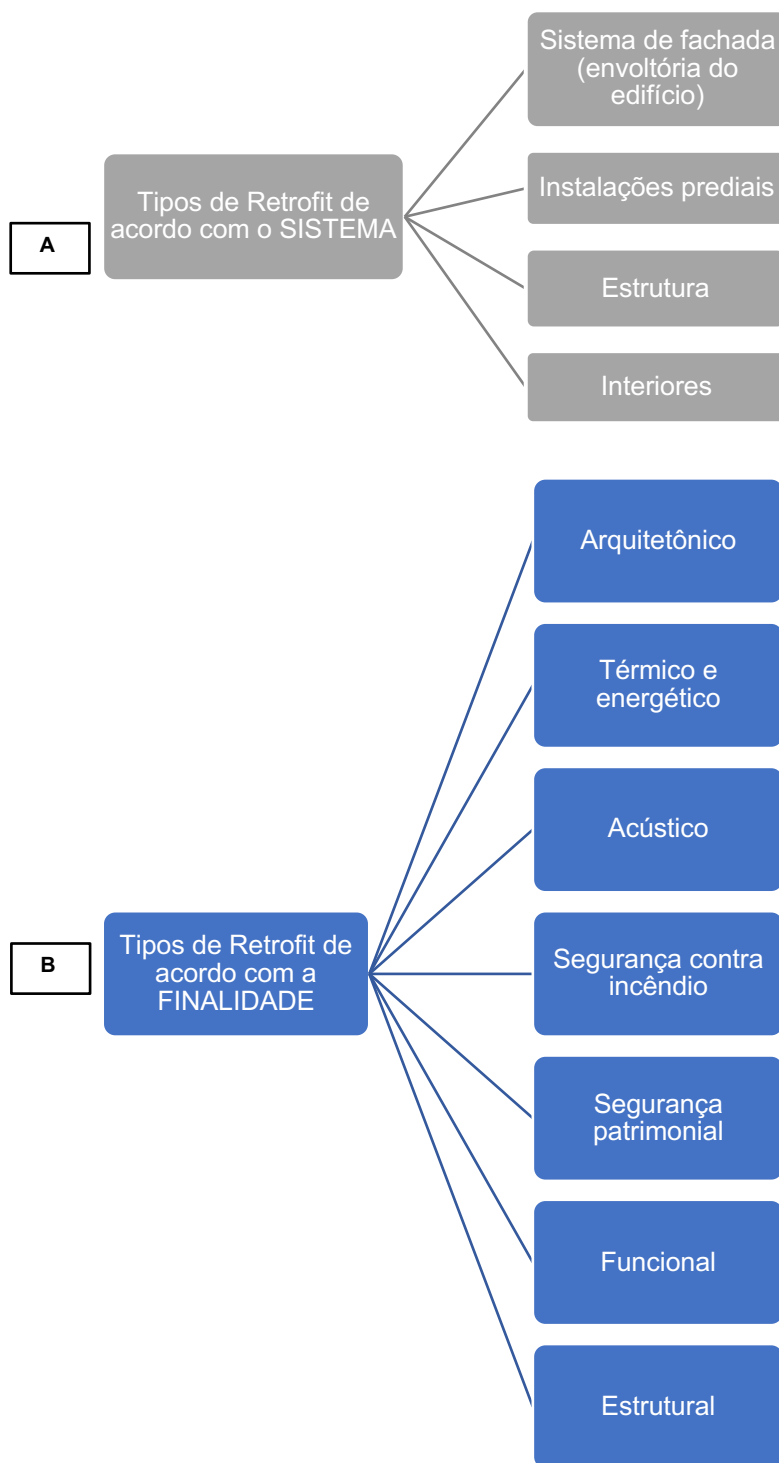 A
Tipos de Retrofit de
acordo com o SISTEMA
Sistema de fachada
(envoltória do
edifício)
Instalações prediais
Estrutura
Interiores
B
Tipos de Retrofit de
acordo com a
FINALIDADE
Arquitetônico
Térmico e
energético
Acústico
Segurança contra
incêndio
Segurança
patrimonial
Funcional
Estrutural